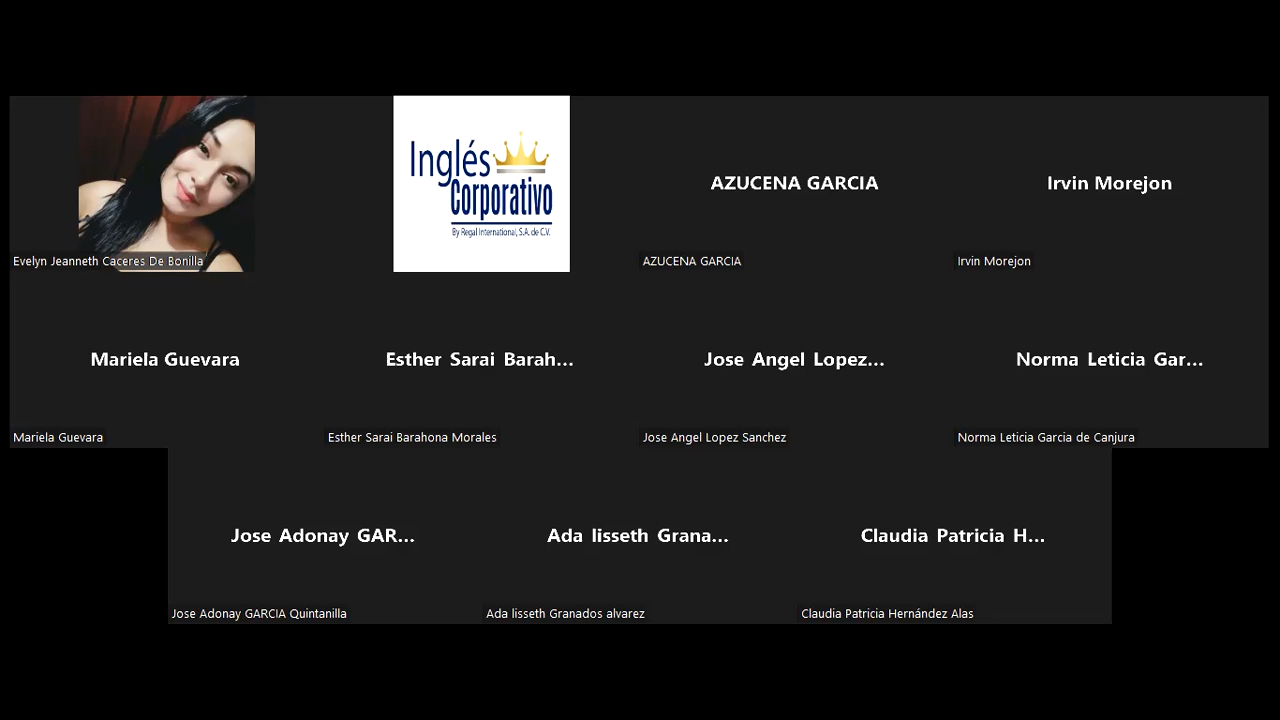 Evelyn Jeanneth Caceres De Bonilla
Inglés
Corporativo
By Regal International, S.A. de C.V.
AZUCENA GARCIA
AZUCENA GARCIA
Irvin Morejon
Irvin Morejon
Mariela Guevara
Mariela Guevara
Esther Sarai Barah...
Esther Sarai Barahona Morales
Jose Angel Lopez...
Jose Angel Lopez Sanchez
Norma Leticia Gar...
Norma Leticia Garcia de Canjura
Jose Adonay GAR...
Jose Adonay GARCIA Quintanilla
Ada lisseth Grana...
Ada lisseth Granados alvarez
Claudia Patricia H...
Claudia Patricia Hernández Alas